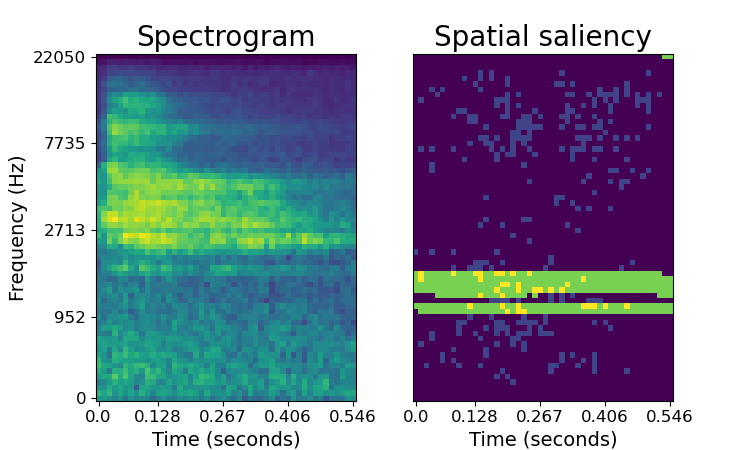 Spectrogram
Spatial saliency
22050
7735
2713
952
0
Frequency (Hz)
0.0 0.128 0.267 0.406 0.546
0.0 0.128 0.267 0.406 0.546
Time (seconds)
Time (seconds)